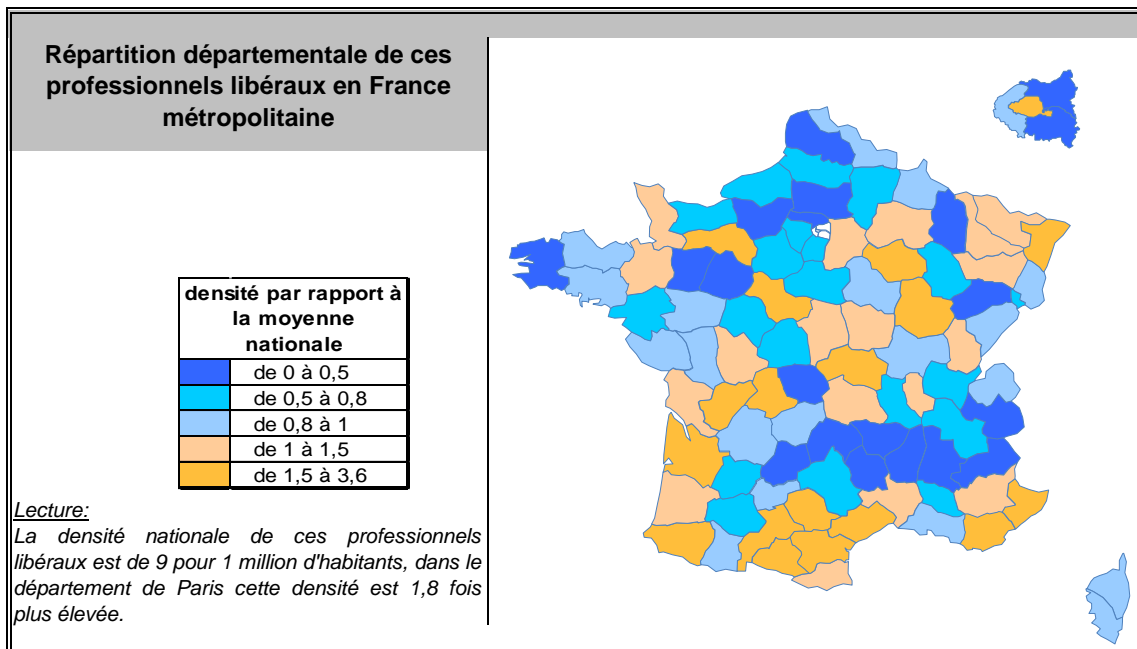 Répartition départementale de ces
professionnels libéraux en France
métropolitaine
densité par rapport à
la moyenne
nationale
de 0 à 0,5
de 0,5 à 0,8
de 0,8 à 1
de 1 à 1,5
de 1,5 à 3,6
Lecture:
La densité nationale de ces professionnels
libéraux est de 9 pour 1 million d'habitants, dans le
département de Paris cette densité est 1,8 fois
plus élevée.